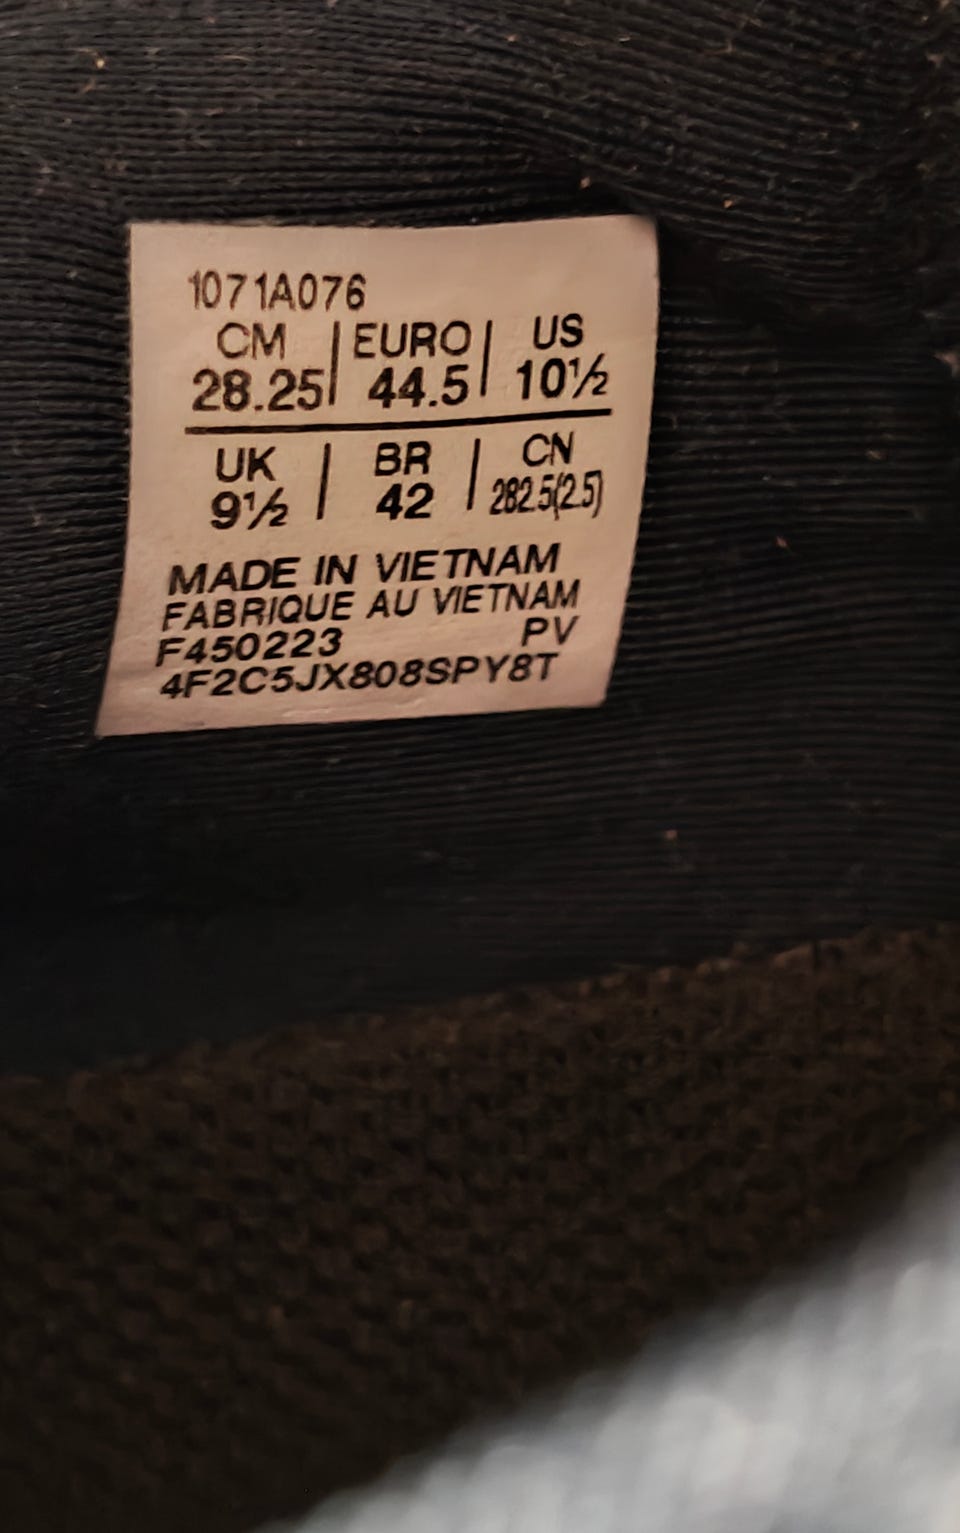 1071A076
CM | EURO | US
28.25 | 44.5 | 10½
UK | BR | CN
9½ | 42 | 282.5(2.5)
MADE IN VIETNAM
FABRIQUE AU VIETNAM
F450223 PV
4F2C5JX808SPY8T